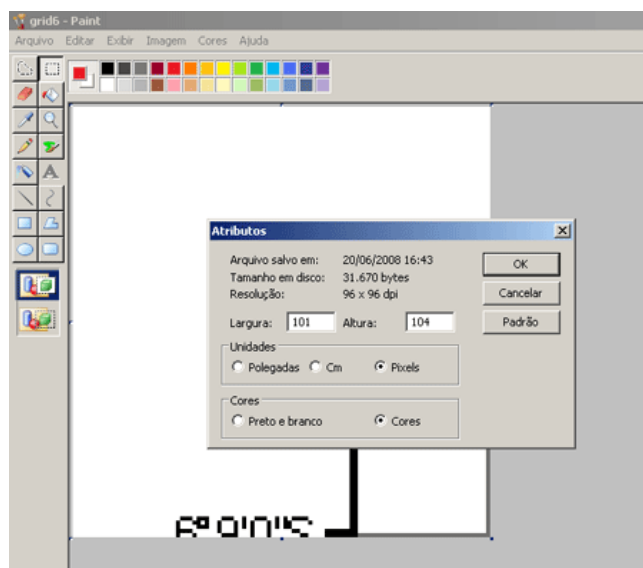 grid6 - Paint
Arquivo Editar Exibir Imagem Cores Ajuda
A
Atributos
Arquivo salvo em: 20/06/2008 16:43
Tamanho em disco: 31.670 bytes
Resolução: 96 x 96 dpi
Largura: 101 Altura: 104
Unidades
Polegadas Cm Pixels
Cores
Preto e branco Cores
OK
Cancelar
Padrão
6º0'0"S